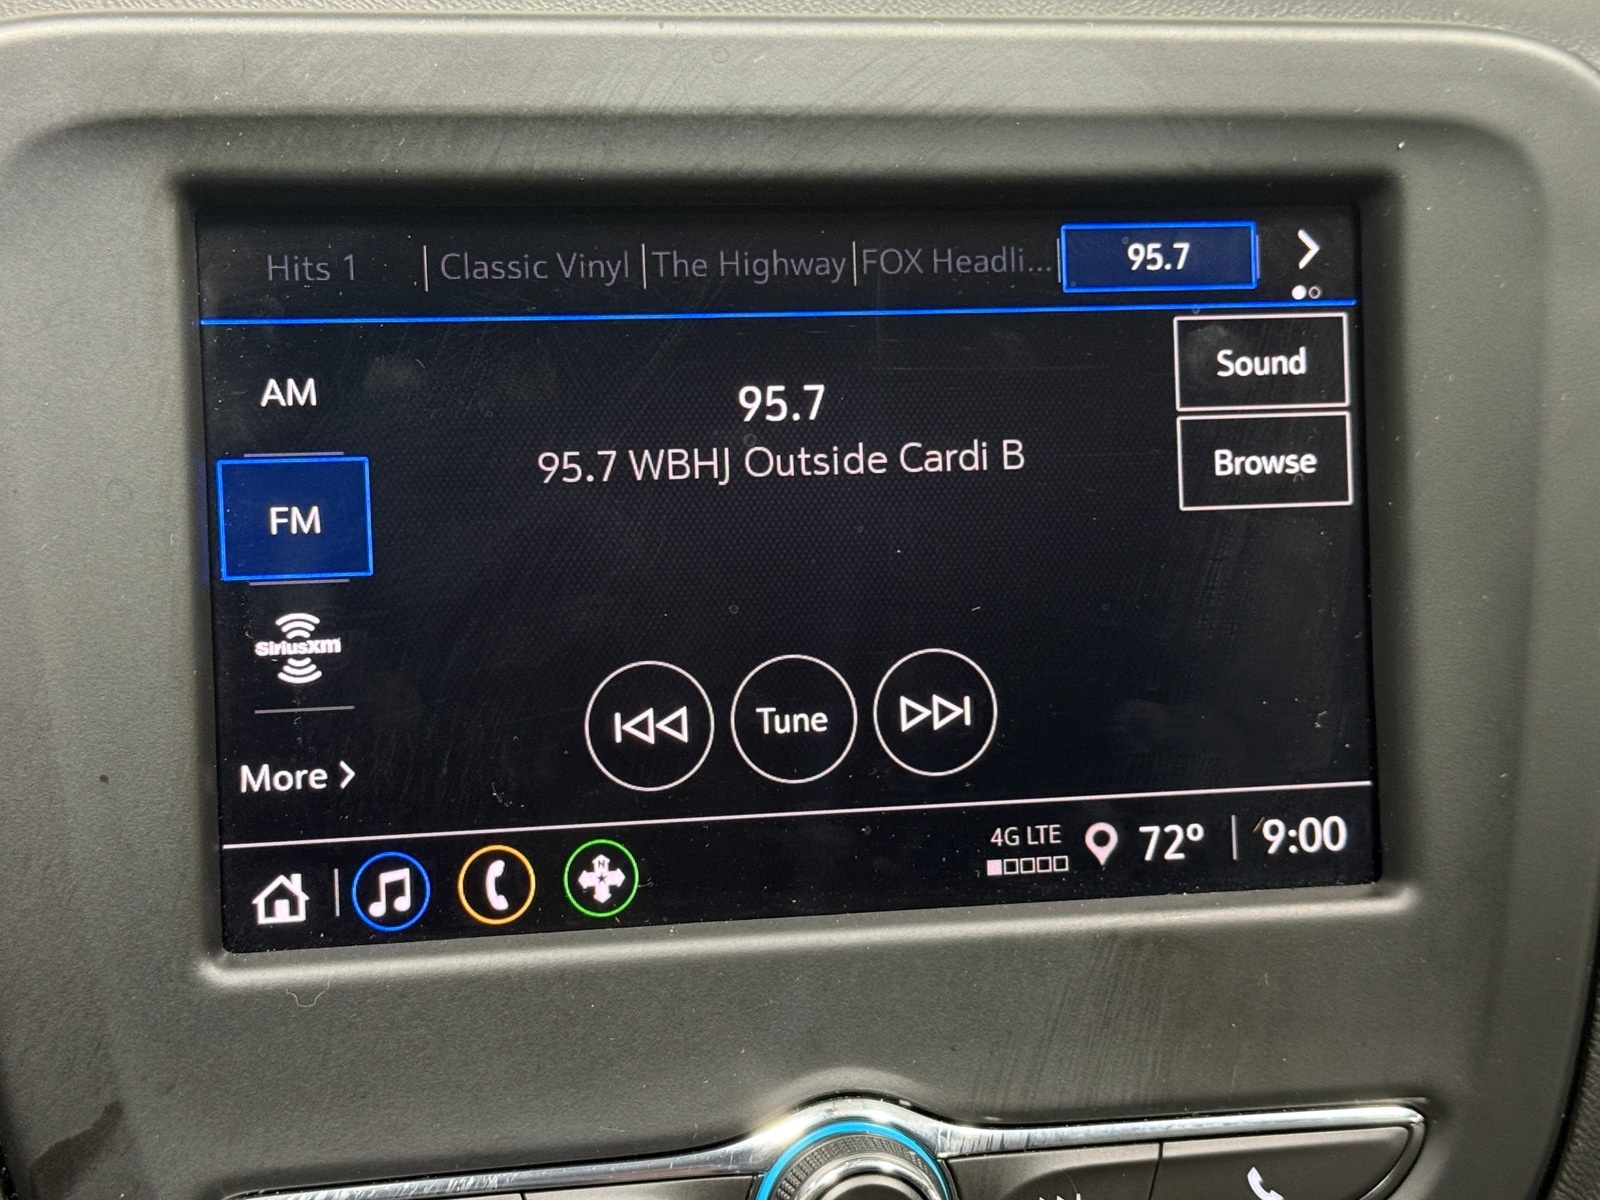 Hits 1 | Classic Vinyl | The Highway | FOX Headli... | 95.7
AM
95.7
Sound
95.7 WBHJ Outside Cardi B
Browse
FM
SiriusXM
Tune
More >
4G LTE 72° | 9:00
N